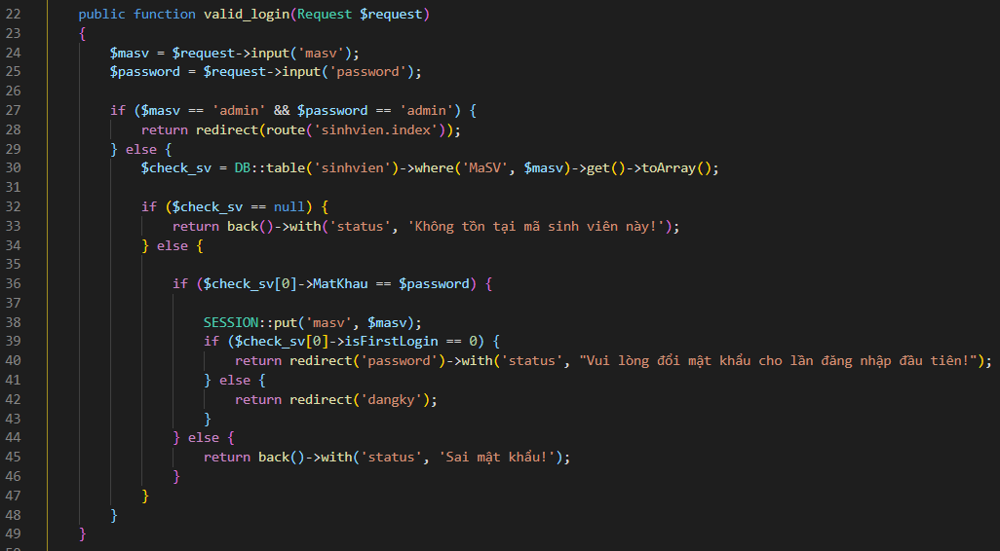 22 public function valid_login(Request $request)
23 {
24 $masv = $request->input('masv');
25 $password = $request->input('password');
26
27 if ($masv == 'admin' && $password == 'admin') {
28 return redirect(route('sinhvien.index'));
29 } else {
30 $check_sv = DB::table('sinhvien')->where('MaSV', $masv)->get()->toArray();
31
32 if ($check_sv == null) {
33 return back()->with('status', 'Không tồn tại mã sinh viên này!');
34 } else {
35
36 if ($check_sv[0]->MatKhau == $password) {
37
38 SESSION::put('masv', $masv);
39 if ($check_sv[0]->isFirstLogin == 0) {
40 return redirect('password')->with('status', "Vui lòng đổi mật khẩu cho lần đăng nhập đầu tiên!");
41 } else {
42 return redirect('dangky');
43 }
44 } else {
45 return back()->with('status', 'Sai mật khẩu!');
46 }
47 }
48 }
49 }